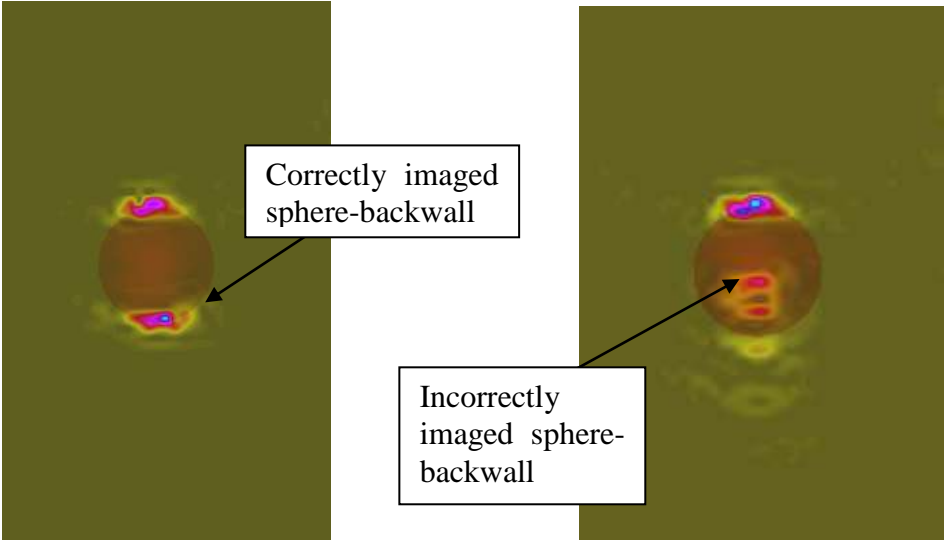 Correctly imaged
sphere-backwall
Incorrectly
imaged sphere-
backwall